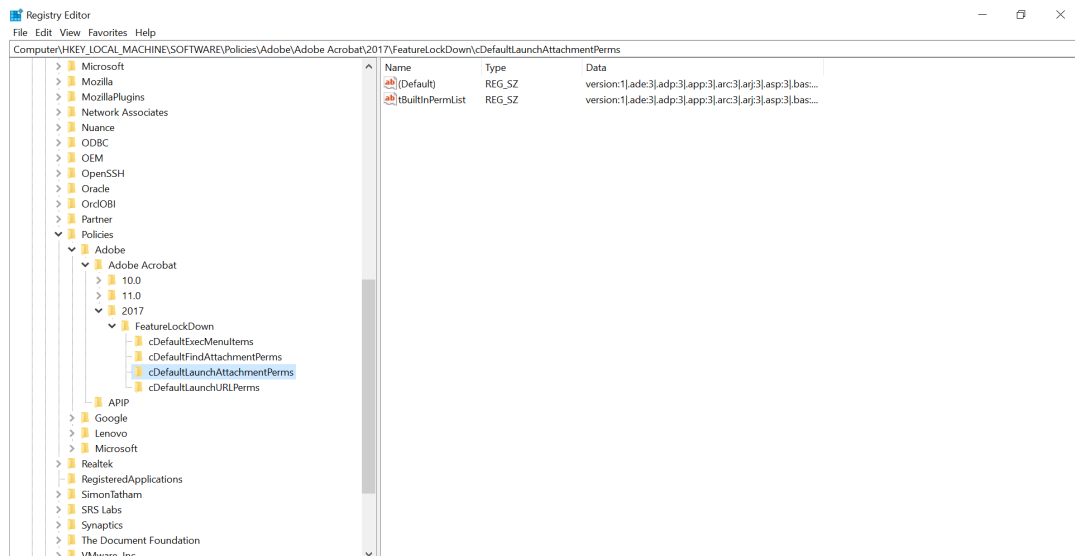 Registry Editor
File Edit View Favorites Help
Computer\HKEY_LOCAL_MACHINE\SOFTWARE\Policies\Adobe\Adobe Acrobat\2017\FeatureLockDown\cDefaultLaunchAttachmentPerms
Microsoft
Mozilla
MozillaPlugins
Network Associates
Nuance
ODBC
OEM
OpenSSH
Oracle
OrclOBI
Partner
Policies
Adobe
Adobe Acrobat
10.0
11.0
2017
FeatureLockDown
cDefaultExecMenuItems
cDefaultFindAttachmentPerms
cDefaultLaunchAttachmentPerms
cDefaultLaunchURLPerms
APIP
Google
Lenovo
Microsoft
Realtek
RegisteredApplications
SimonTatham
SRS Labs
Synaptics
The Document Foundation
VMware, Inc.
Name Type Data
(Default) REG_SZ version:1|.ade:3|.adp:3|.app:3|.arc:3|.arj:3|.asp:3|.bas:...
tBuiltInPermList REG_SZ version:1|.ade:3|.adp:3|.app:3|.arc:3|.arj:3|.asp:3|.bas:...